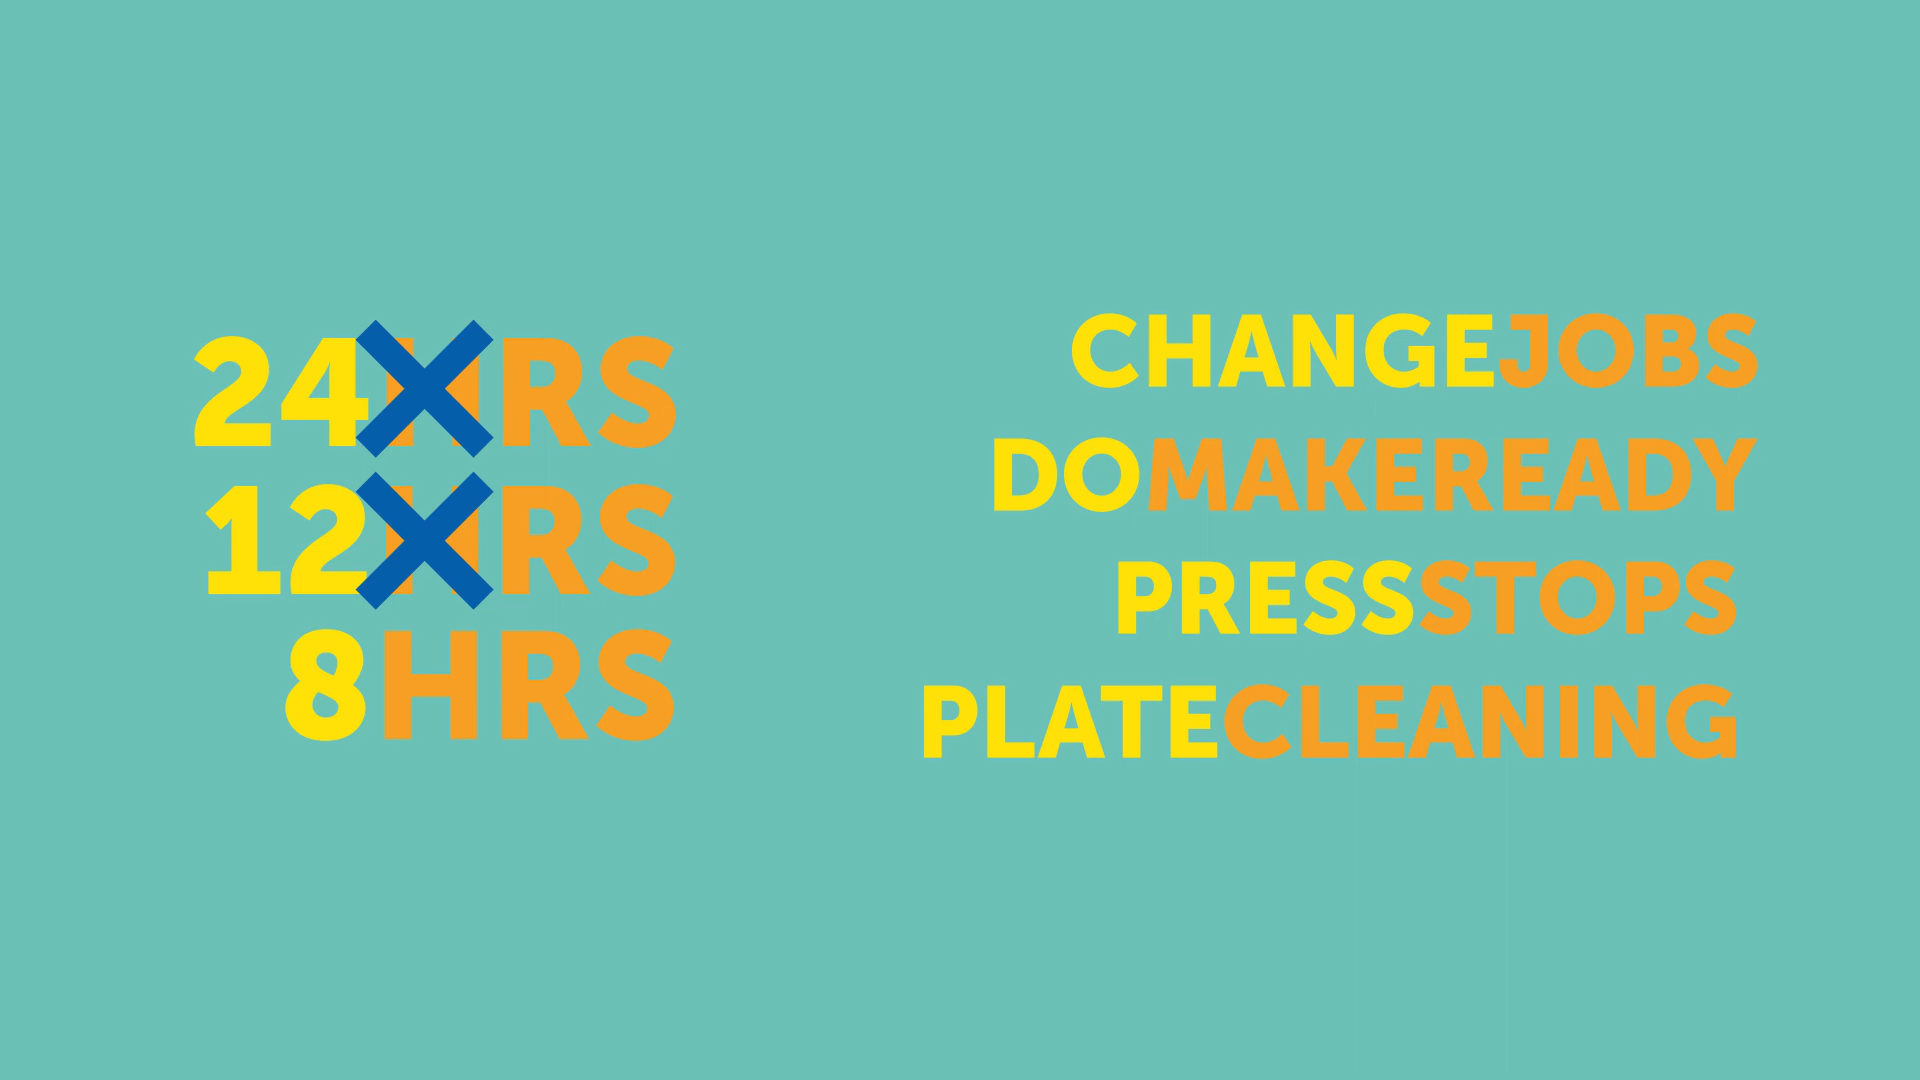 24HRS
12HRS
8HRS
CHANGEJOBS
DOMAKEREADY
PRESSSTOPS
PLATECLEANING